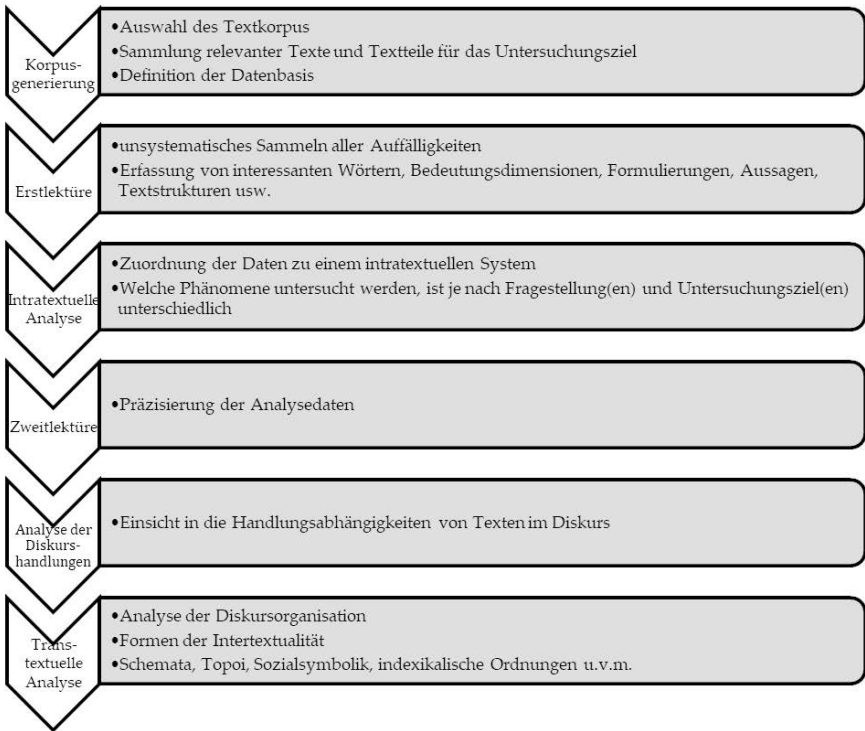 Korpus-
generierung
•Auswahl des Textkorpus
•Sammlung relevanter Texte und Textteile für das Untersuchungsziel
•Definition der Datenbasis
Erstlektüre
•unsystematisches Sammeln aller Auffälligkeiten
•Erfassung von interessanten Wörtern, Bedeutungsdimensionen, Formulierungen, Aussagen,
Textstrukturen usw.
Intratextuelle
Analyse
•Zuordnung der Daten zu einem intratextuellen System
•Welche Phänomene untersucht werden, ist je nach Fragestellung(en) und Untersuchungsziel(en)
unterschiedlich
Zweitlektüre
•Präzisierung der Analysedaten
Analyse der
Diskurs-
handlungen
•Einsicht in die Handlungsabhängigkeiten von Texten im Diskurs
Trans-
textuelle
Analyse
•Analyse der Diskursorganisation
•Formen der Intertextualität
•Schemata, Topoi, Sozialsymbolik, indexikalische Ordnungen u.v.m.